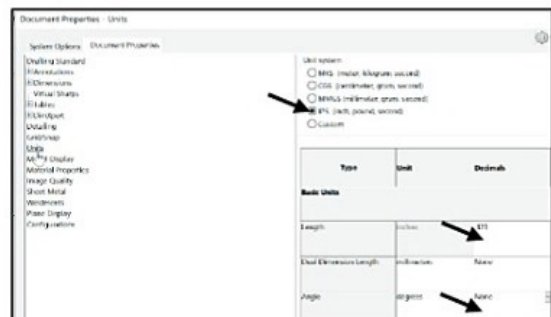 Document Properties - Units
System Options
Document Properties
Drafting Standard
Annotations
Dimensions
Virtual Sharps
Tables
DimXpert
Detailing
Grid/Snap
Units
Model Display
Material Properties
Image Quality
Sheet Metal
Weldments
Plane Display
Configurations
Unit system
MKS (meter, kilogram, second)
CGS (centimeter, gram, second)
MMGS (millimeter, gram, second)
IPS (inch, pound, second)
Custom
Type Unit Decimals
Basic Units
Length inches .123
Dual Dimension Length millimeters None
Angle degrees None